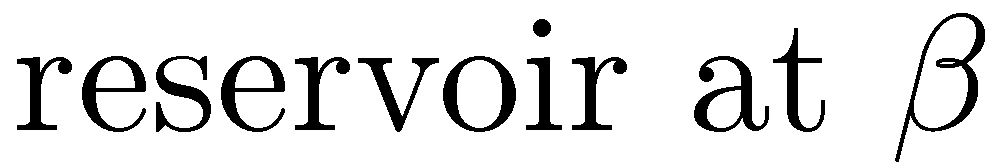 reservoir at β